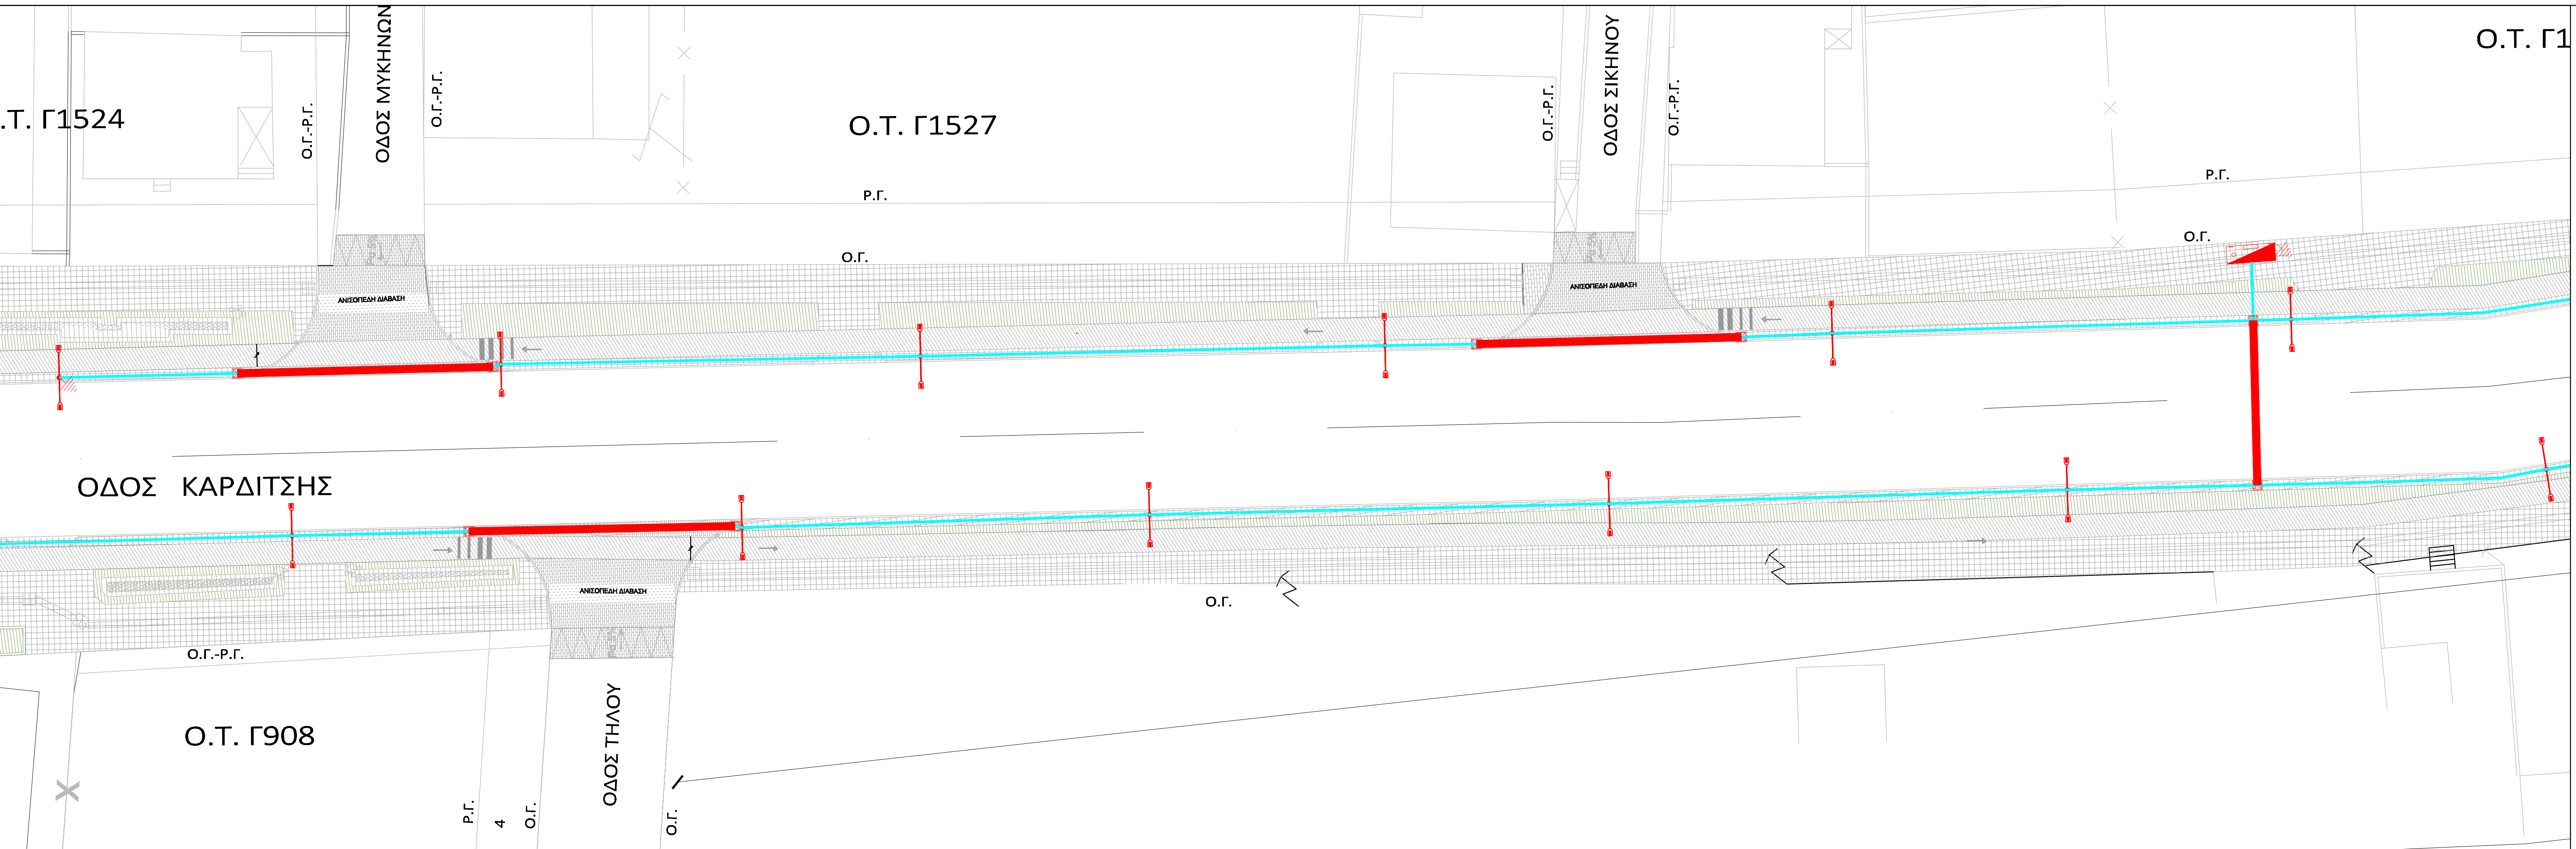 Ο.Τ. Γ1
ΟΔΟΣ ΜΥΚΗΝΩΝ
Ο.Γ.-Ρ.Γ.
Ο.Γ.-Ρ.Γ.
.Τ. Γ1524
Ο.Τ. Γ1527
ΟΔΟΣ ΣΙΚΗΝΟΥ
Ο.Γ.-Ρ.Γ.
Ο.Γ.-Ρ.Γ.
Ρ.Γ.
Ρ.Γ.
Ο.Γ.
Ο.Γ.
ΑΝΙΣΟΠΕΔΗ ΔΙΑΒΑΣΗ
ΑΝΙΣΟΠΕΔΗ ΔΙΑΒΑΣΗ
ΟΔΟΣ ΚΑΡΔΙΤΣΗΣ
ΑΝΙΣΟΠΕΔΗ ΔΙΑΒΑΣΗ
Ο.Γ.
Ο.Γ.-Ρ.Γ.
Ο.Τ. Γ908
ΟΔΟΣ ΤΗΛΟΥ
Χ
Ρ.Γ.
4
Ο.Γ.
Ο.Γ.